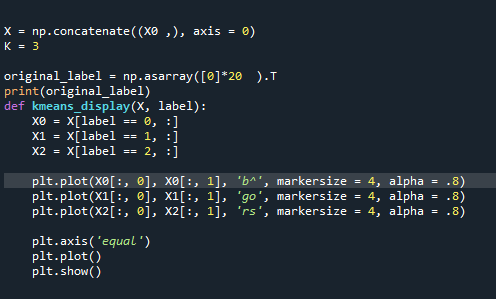 X = np.concatenate((X0 ,), axis = 0)
K = 3
original_label = np.asarray([0]*20  ).T
print(original_label)
def kmeans_display(X, label):
    X0 = X[label == 0, :]
    X1 = X[label == 1, :]
    X2 = X[label == 2, :]
    plt.plot(X0[:, 0], X0[:, 1], 'b^', markersize = 4, alpha = .8)
    plt.plot(X1[:, 0], X1[:, 1], 'go', markersize = 4, alpha = .8)
    plt.plot(X2[:, 0], X2[:, 1], 'rs', markersize = 4, alpha = .8)
    plt.axis('equal')
    plt.plot()
    plt.show()